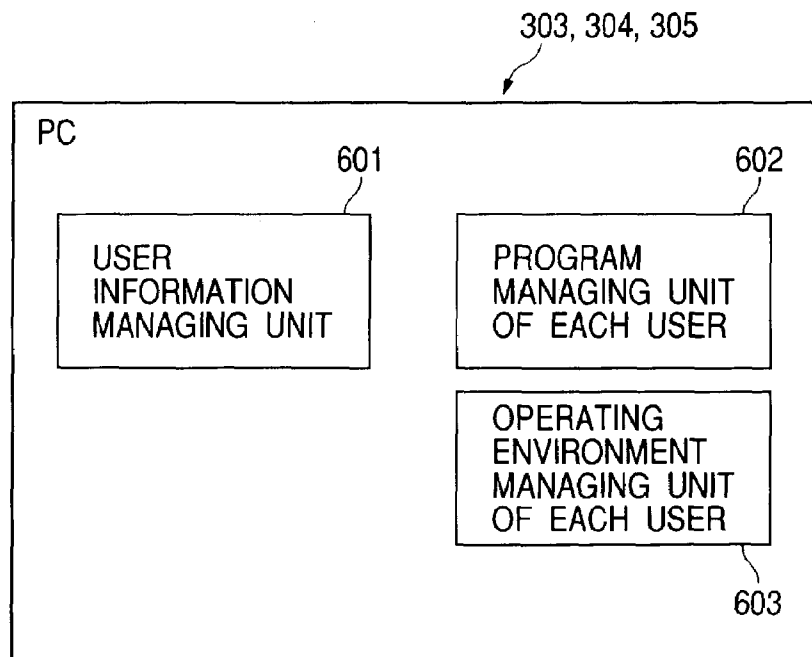 303, 304, 305
PC
601
602
USER
INFORMATION
MANAGING UNIT
PROGRAM
MANAGING UNIT
OF EACH USER
OPERATING
ENVIRONMENT
MANAGING UNIT
OF EACH USER
603